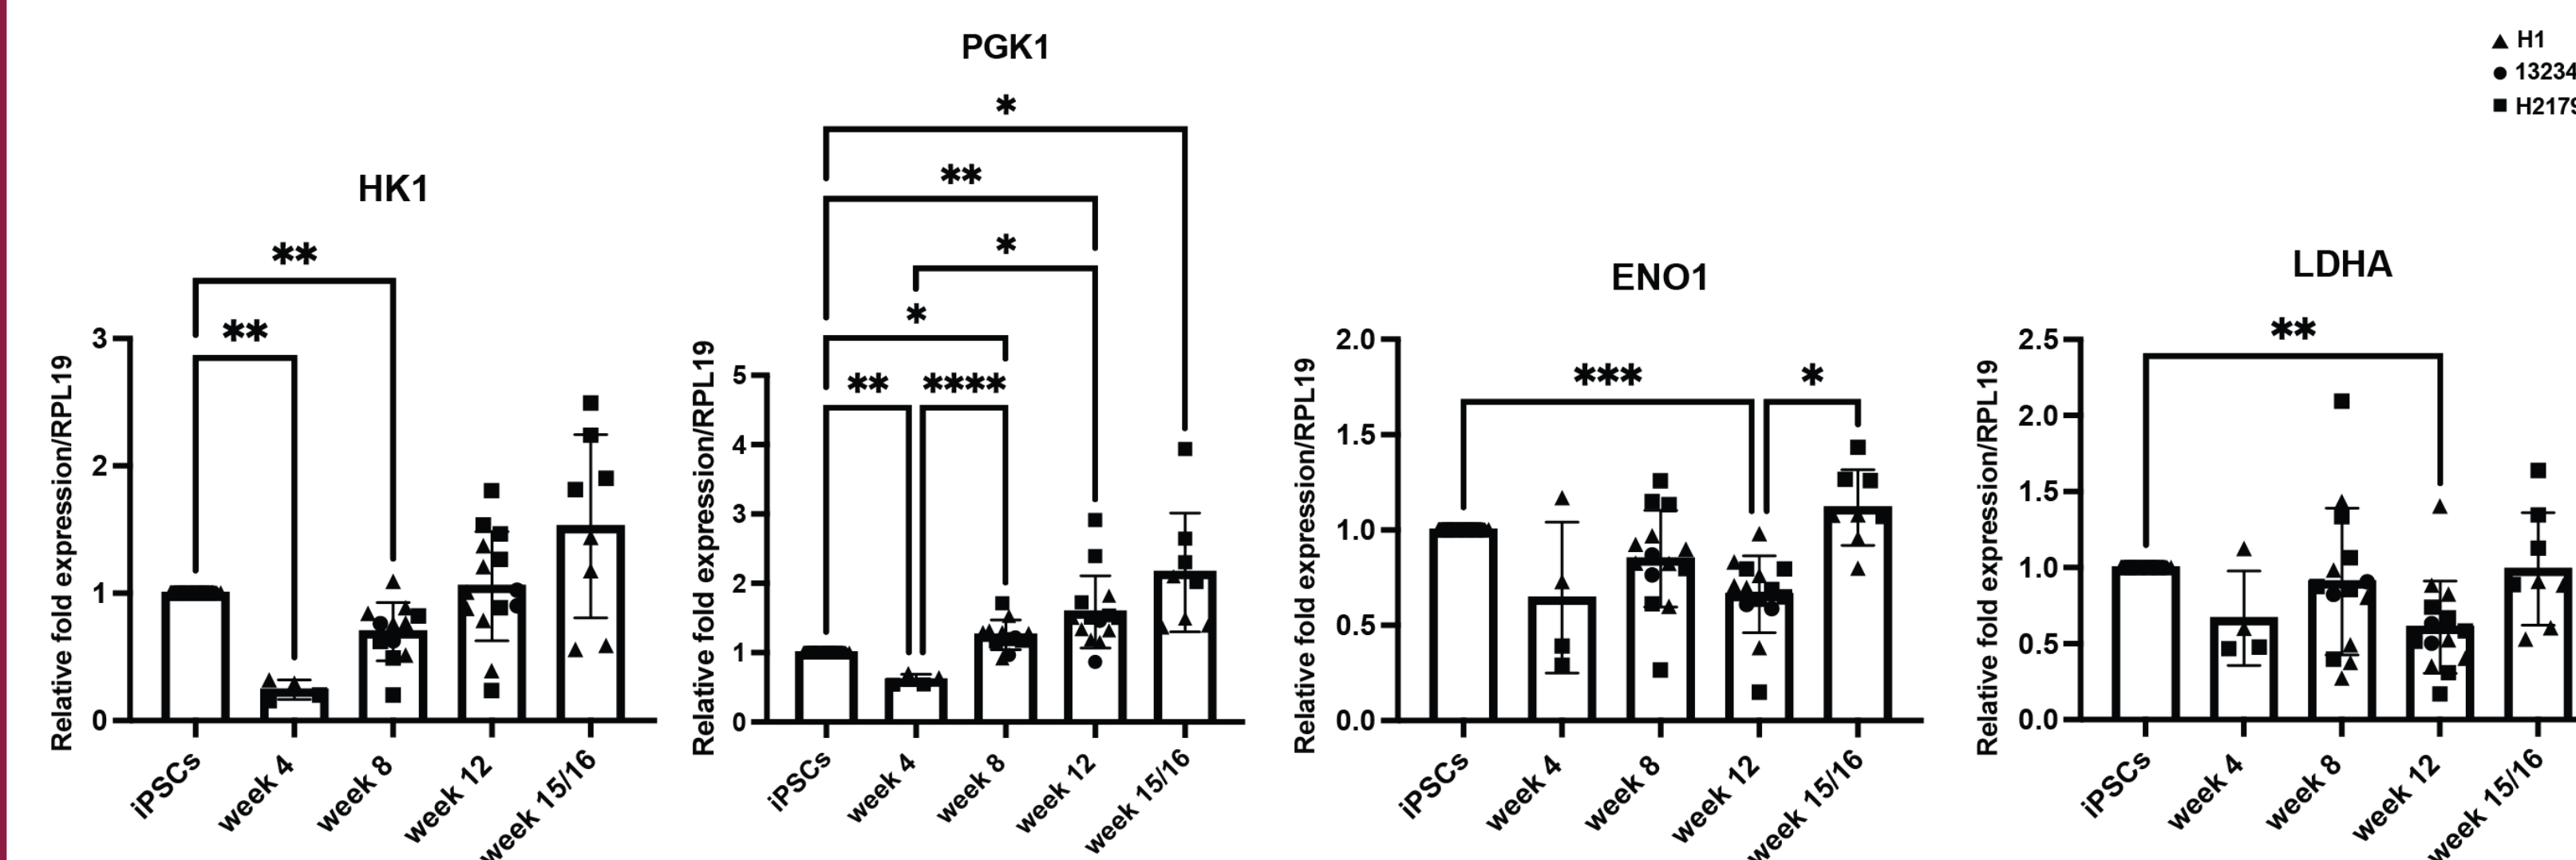 HK1
**
**
Relative fold expression/RPL19
3
2
1
0
iPSCs
week 4
week 8
week 12
week 15/16
PGK1
*
**
*
*
**
****
Relative fold expression/RPL19
5
4
3
2
1
0
iPSCs
week 4
week 8
week 12
week 15/16
ENO1
***
*
Relative fold expression/RPL19
2.0
1.5
1.0
0.5
0.0
iPSCs
week 4
week 8
week 12
week 15/16
LDHA
**
Relative fold expression/RPL19
2.5
2.0
1.5
1.0
0.5
0.0
iPSCs
week 4
week 8
week 12
week 15/16
H1
13234
H2179